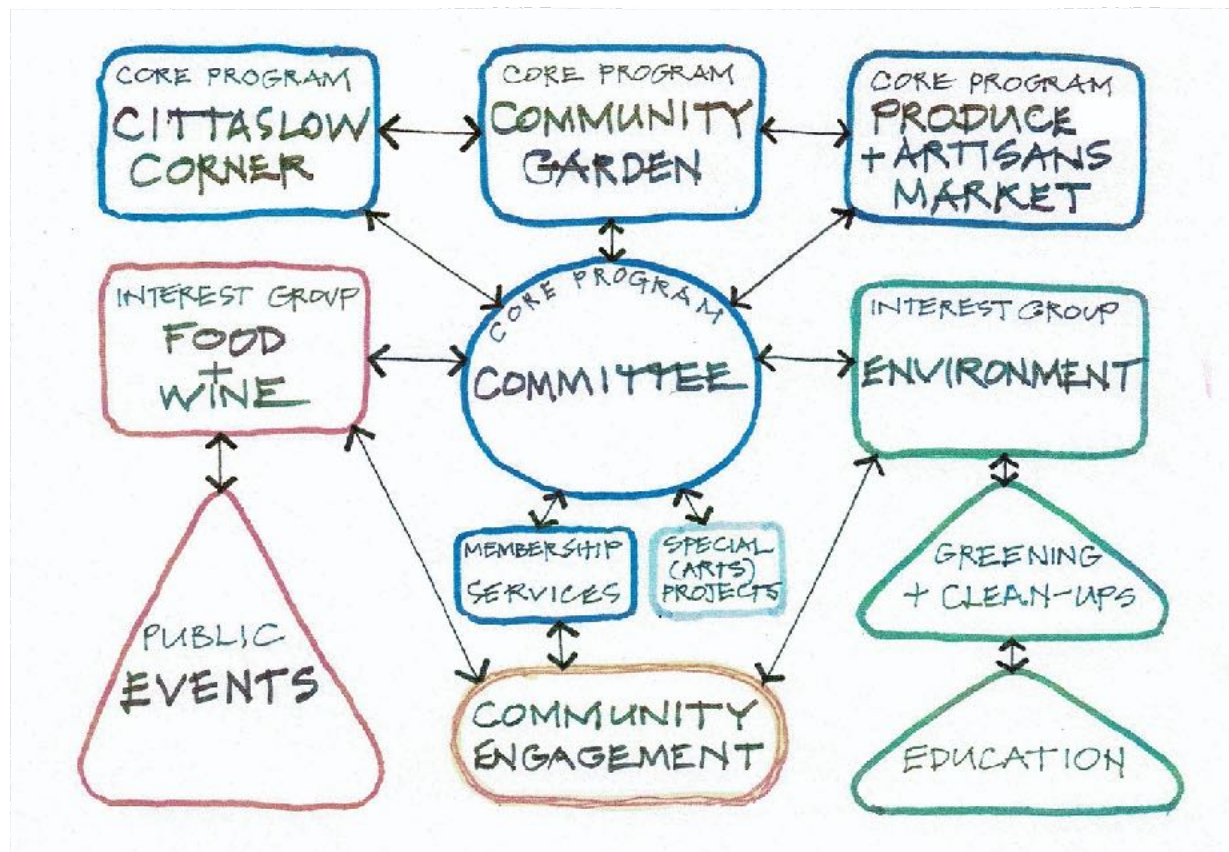 CORE PROGRAM
CITTASLOW
CORNER
CORE PROGRAM
COMMUNITY
GARDEN
CORE PROGRAM
PRODUCE
+ ARTISANS
MARKET
INTEREST GROUP
FOOD
+
WINE
CORE PROGRAM
COMMITTEE
INTEREST GROUP
ENVIRONMENT
MEMBERSHIP
SERVICES
SPECIAL
(ARTS)
PROJECTS
GREENING
+ CLEAN-UPS
PUBLIC
EVENTS
COMMUNITY
ENGAGEMENT
EDUCATION